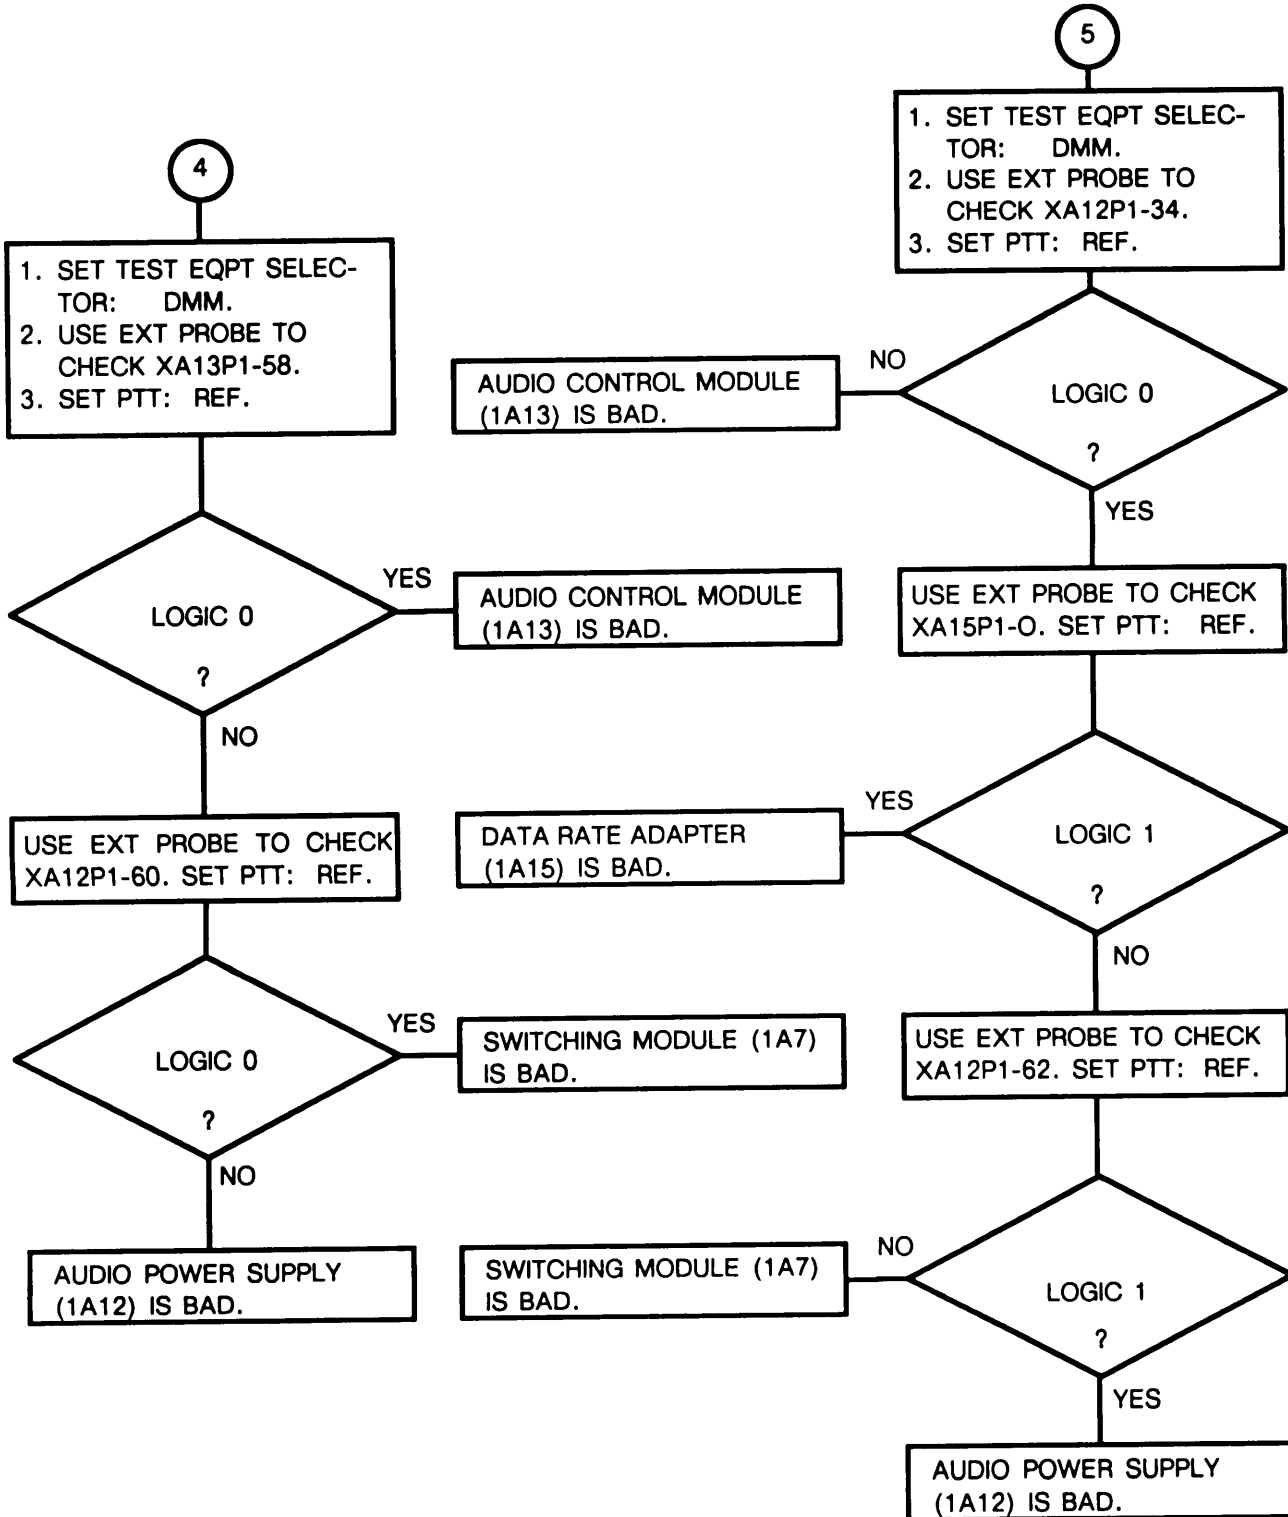 4
1. SET TEST EQPT SELEC-
TOR: DMM.
2. USE EXT PROBE TO
CHECK XA13P1-58.
3. SET PTT: REF.
LOGIC 0
?
YES
AUDIO CONTROL MODULE
(1A13) IS BAD.
NO
USE EXT PROBE TO CHECK
XA12P1-60. SET PTT: REF.
LOGIC 0
?
YES
SWITCHING MODULE (1A7)
IS BAD.
NO
AUDIO POWER SUPPLY
(1A12) IS BAD.
5
1. SET TEST EQPT SELEC-
TOR: DMM.
2. USE EXT PROBE TO
CHECK XA12P1-34.
3. SET PTT: REF.
LOGIC 0
?
NO
AUDIO CONTROL MODULE
(1A13) IS BAD.
YES
USE EXT PROBE TO CHECK
XA15P1-O. SET PTT: REF.
LOGIC 1
?
YES
DATA RATE ADAPTER
(1A15) IS BAD.
NO
USE EXT PROBE TO CHECK
XA12P1-62. SET PTT: REF.
LOGIC 1
?
NO
SWITCHING MODULE (1A7)
IS BAD.
YES
AUDIO POWER SUPPLY
(1A12) IS BAD.